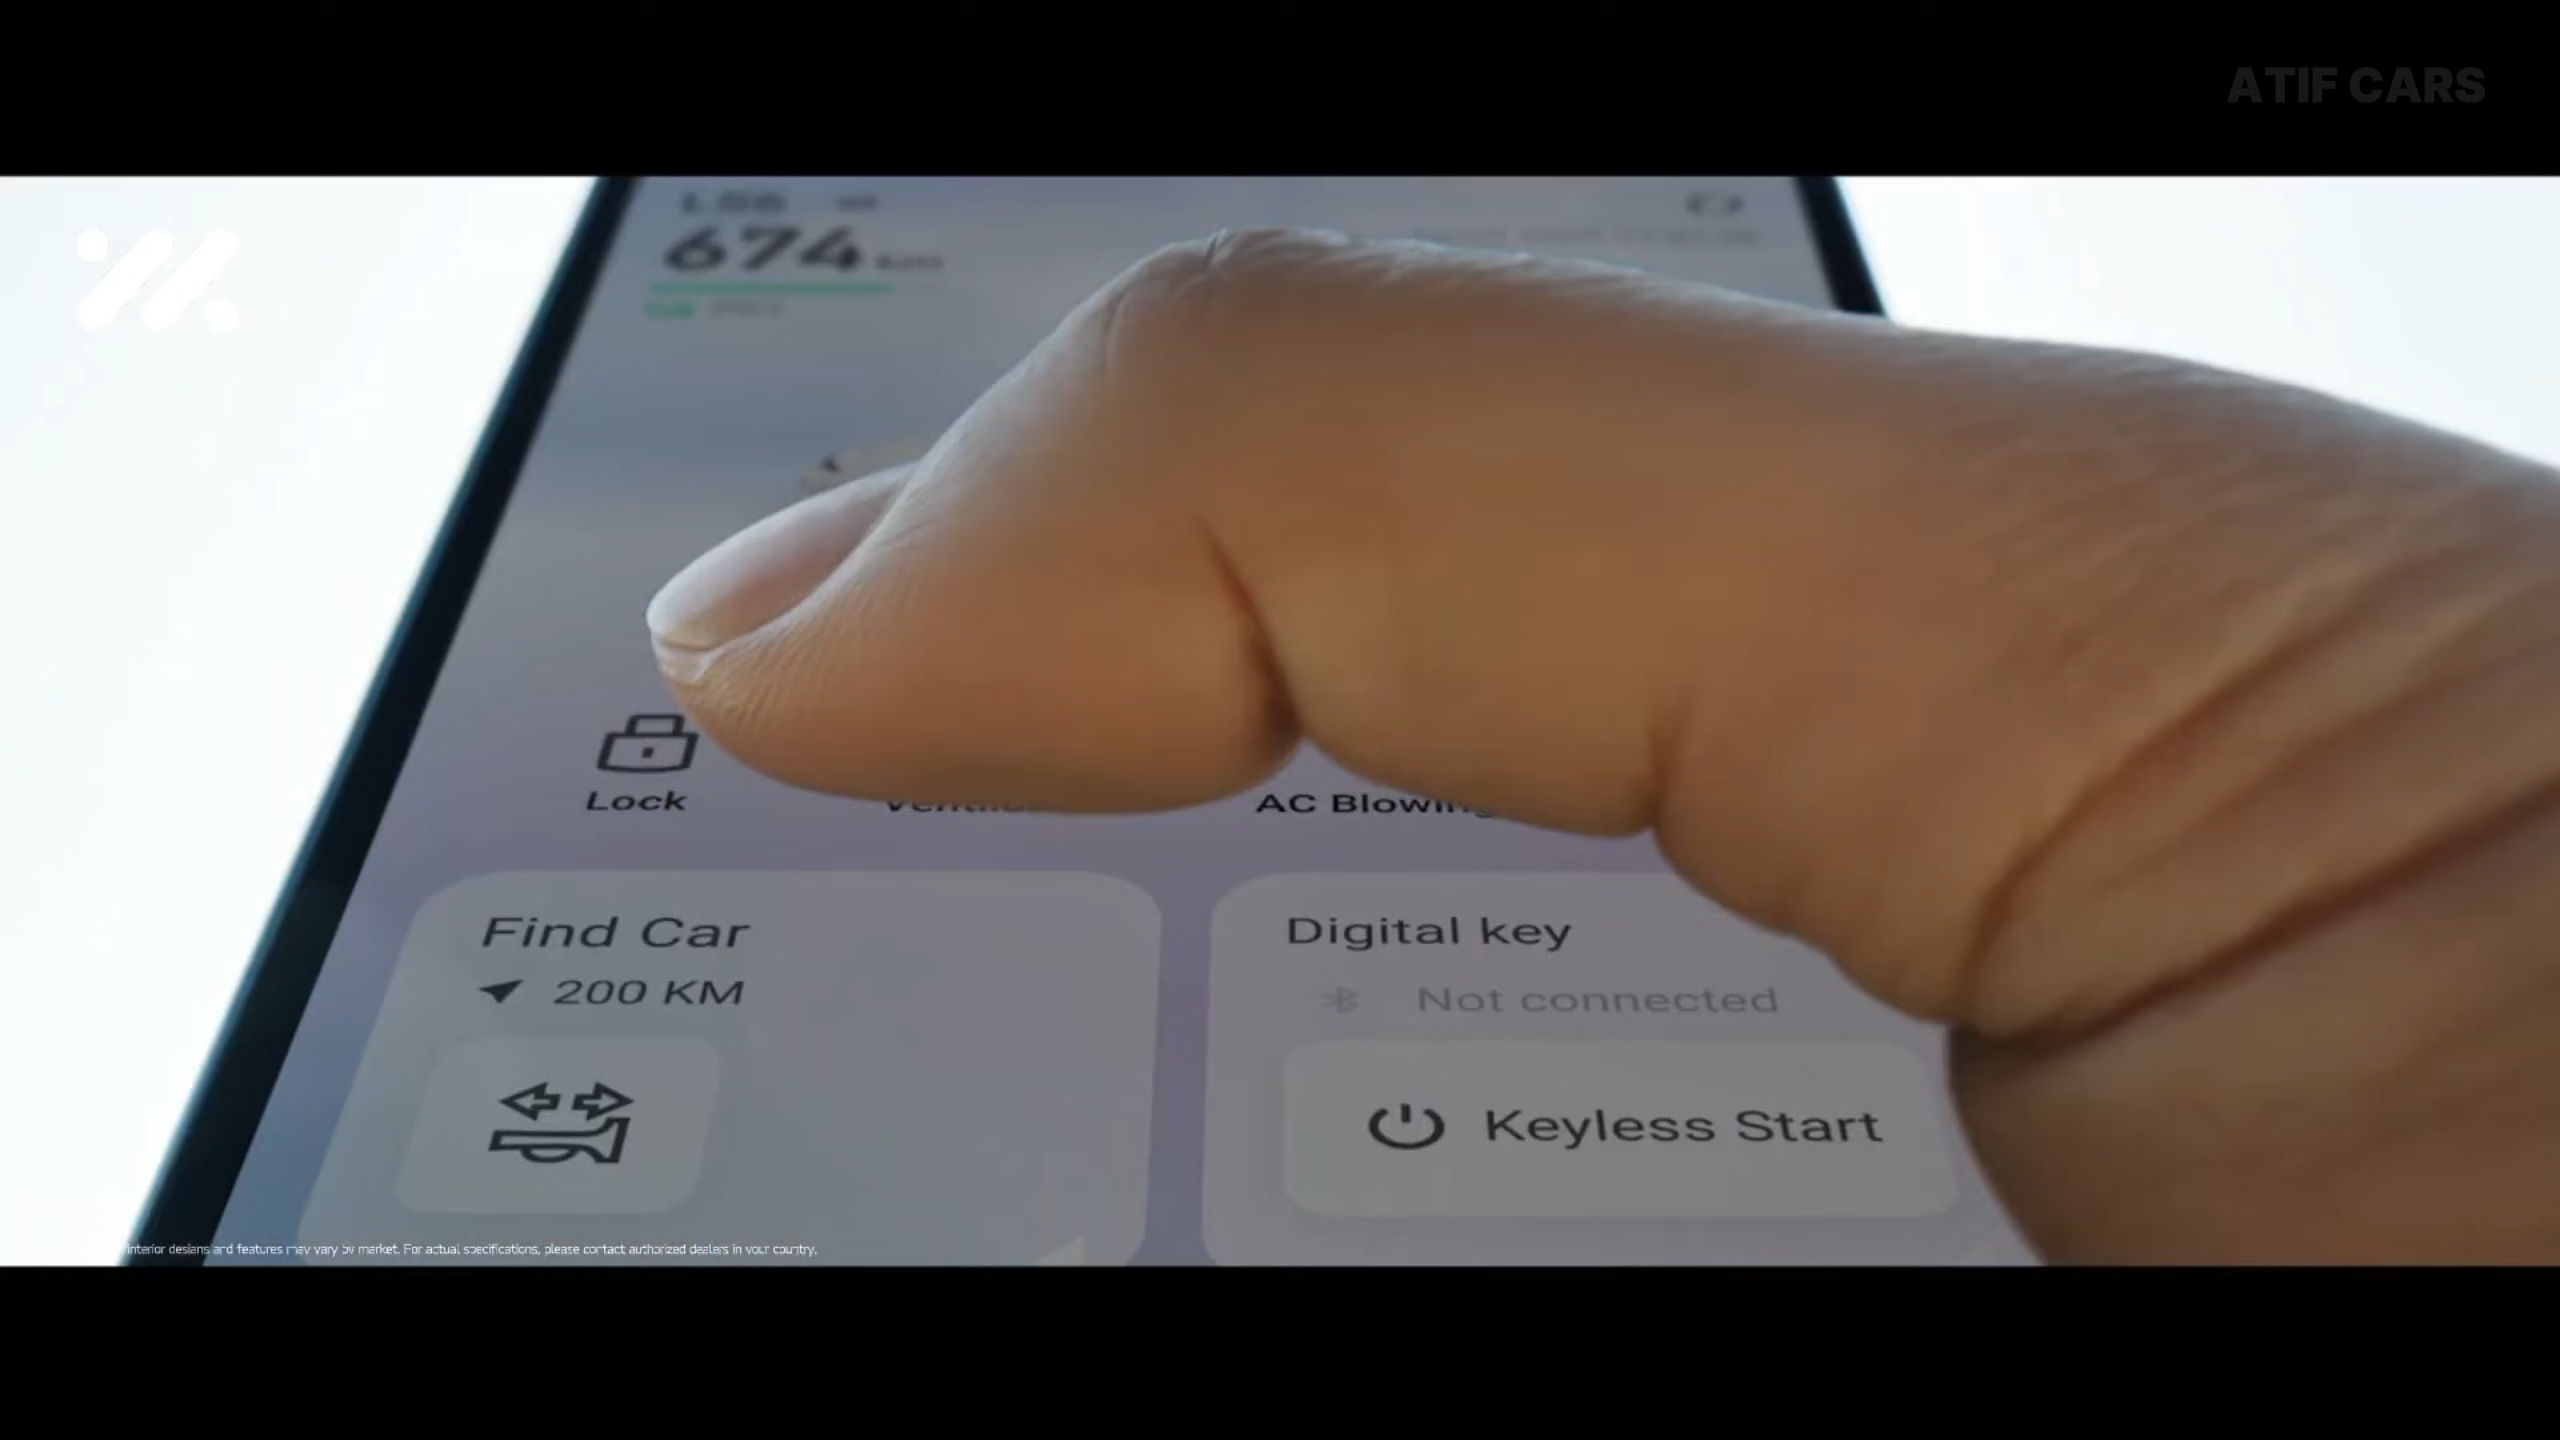 ATIF CARS
674 km
Lock
AC Blowing
Find Car
200 KM
Digital key
Not connected
Keyless Start
interior designs and features may vary by market. For actual specifications, please contact authorized dealers in your country.